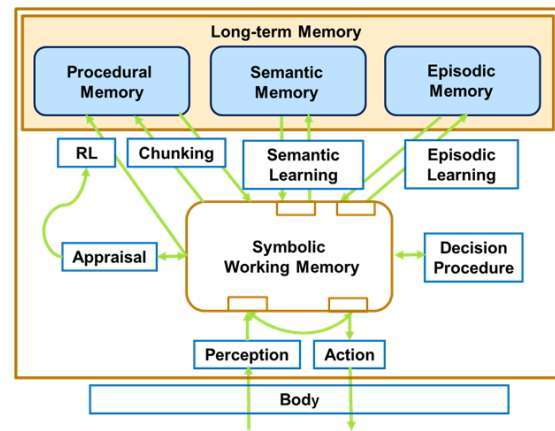 Long-term Memory
Procedural
Memory
Semantic
Memory
Episodic
Memory
RL
Chunking
Semantic
Learning
Episodic
Learning
Appraisal
Symbolic
Working Memory
Decision
Procedure
Perception
Action
Body